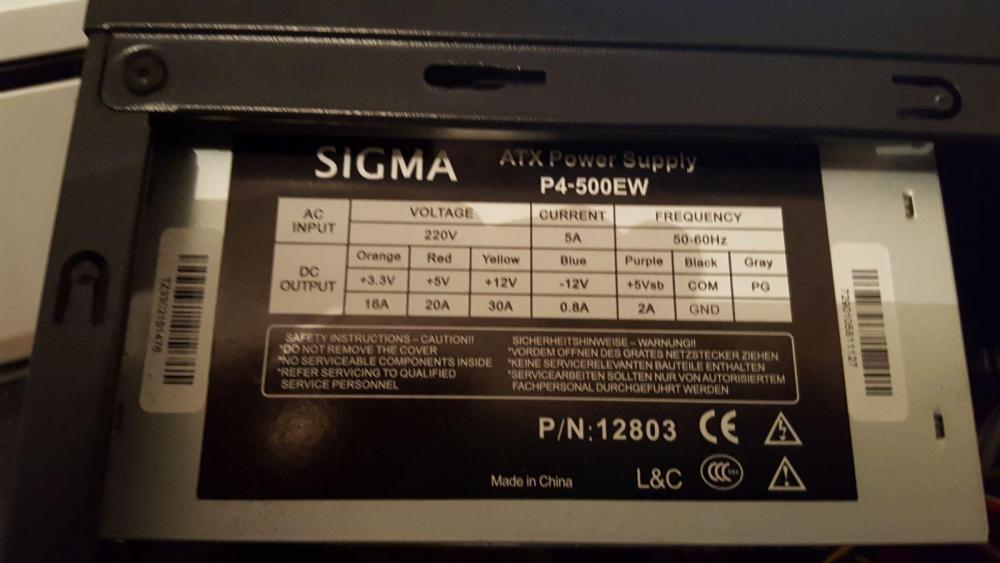 SIGMA ATX Power Supply
P4-500EW
AC INPUT VOLTAGE CURRENT FREQUENCY
220V 5A 50-60Hz
DC OUTPUT Orange Red Yellow Blue Purple Black Gray
+3.3V +5V +12V -12V +5Vsb COM PG
16A 20A 30A 0.8A 2A GND
SAFETY INSTRUCTIONS – CAUTION!!
*DO NOT REMOVE THE COVER
*NO SERVICEABLE COMPONENTS INSIDE
*REFER SERVICING TO QUALIFIED
SERVICE PERSONNEL
SICHERHEITSHINWEISE – WARNUNG!!
*VORDEM OFFNEN DES GRATES NETZSTECKER ZIEHEN
*KEINE SERVICERELEVANTEN BAUTEILE ENTHALTEN
*SERVICEARBEITEN SOLLTEN NUR VON AUTORISIERTEM
FACHPERSONAL DURCHGEFUHRT WERDEN
P/N:12803 CE
Made in China L&C CCC